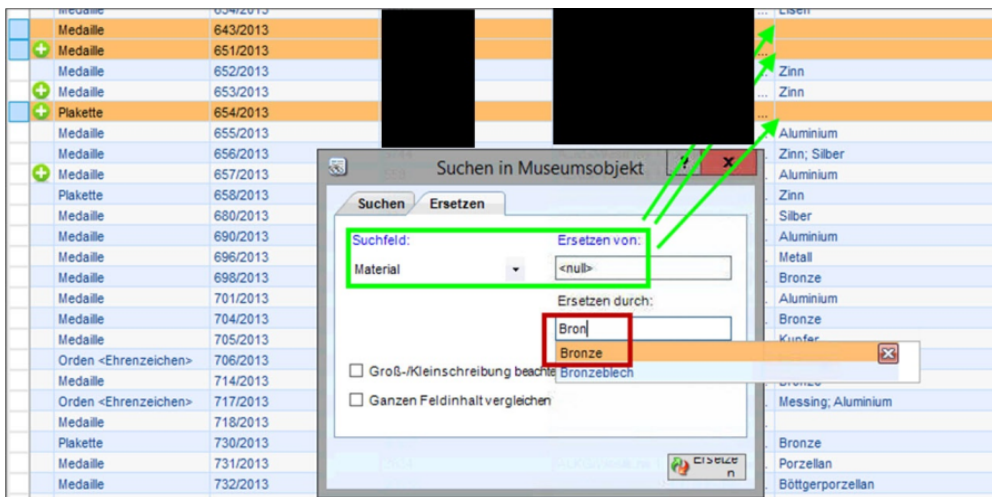 Medaille 634/2013 ... Eisen
Medaille 643/2013
Medaille 651/2013 ...
Medaille 652/2013 Zinn
Medaille 653/2013 ... Zinn
Plakette 654/2013 ...
Medaille 655/2013 Aluminium
Medaille 656/2013 Zinn; Silber
Medaille 657/2013 Aluminium
Plakette 658/2013 Zinn
Medaille 680/2013 Silber
Medaille 690/2013 Aluminium
Medaille 696/2013 Metall
Medaille 698/2013 Bronze
Medaille 701/2013 Aluminium
Medaille 704/2013 Bronze
Medaille 705/2013 Kupfer
Orden <Ehrenzeichen> 706/2013
Medaille 714/2013 Bronze
Orden <Ehrenzeichen> 717/2013 Messing; Aluminium
Medaille 718/2013
Plakette 730/2013 Bronze
Medaille 731/2013 Porzellan
Medaille 732/2013 Böttgerporzellan
Suchen in Museumsobjekt ? x
Suchen Ersetzen
Suchfeld: Ersetzen von:
Material <null>
Ersetzen durch:
Bron
Bronze
Bronzeblech
Groß-/Kleinschreibung beachte
Ganzen Feldinhalt vergleichen
Ersetze
n